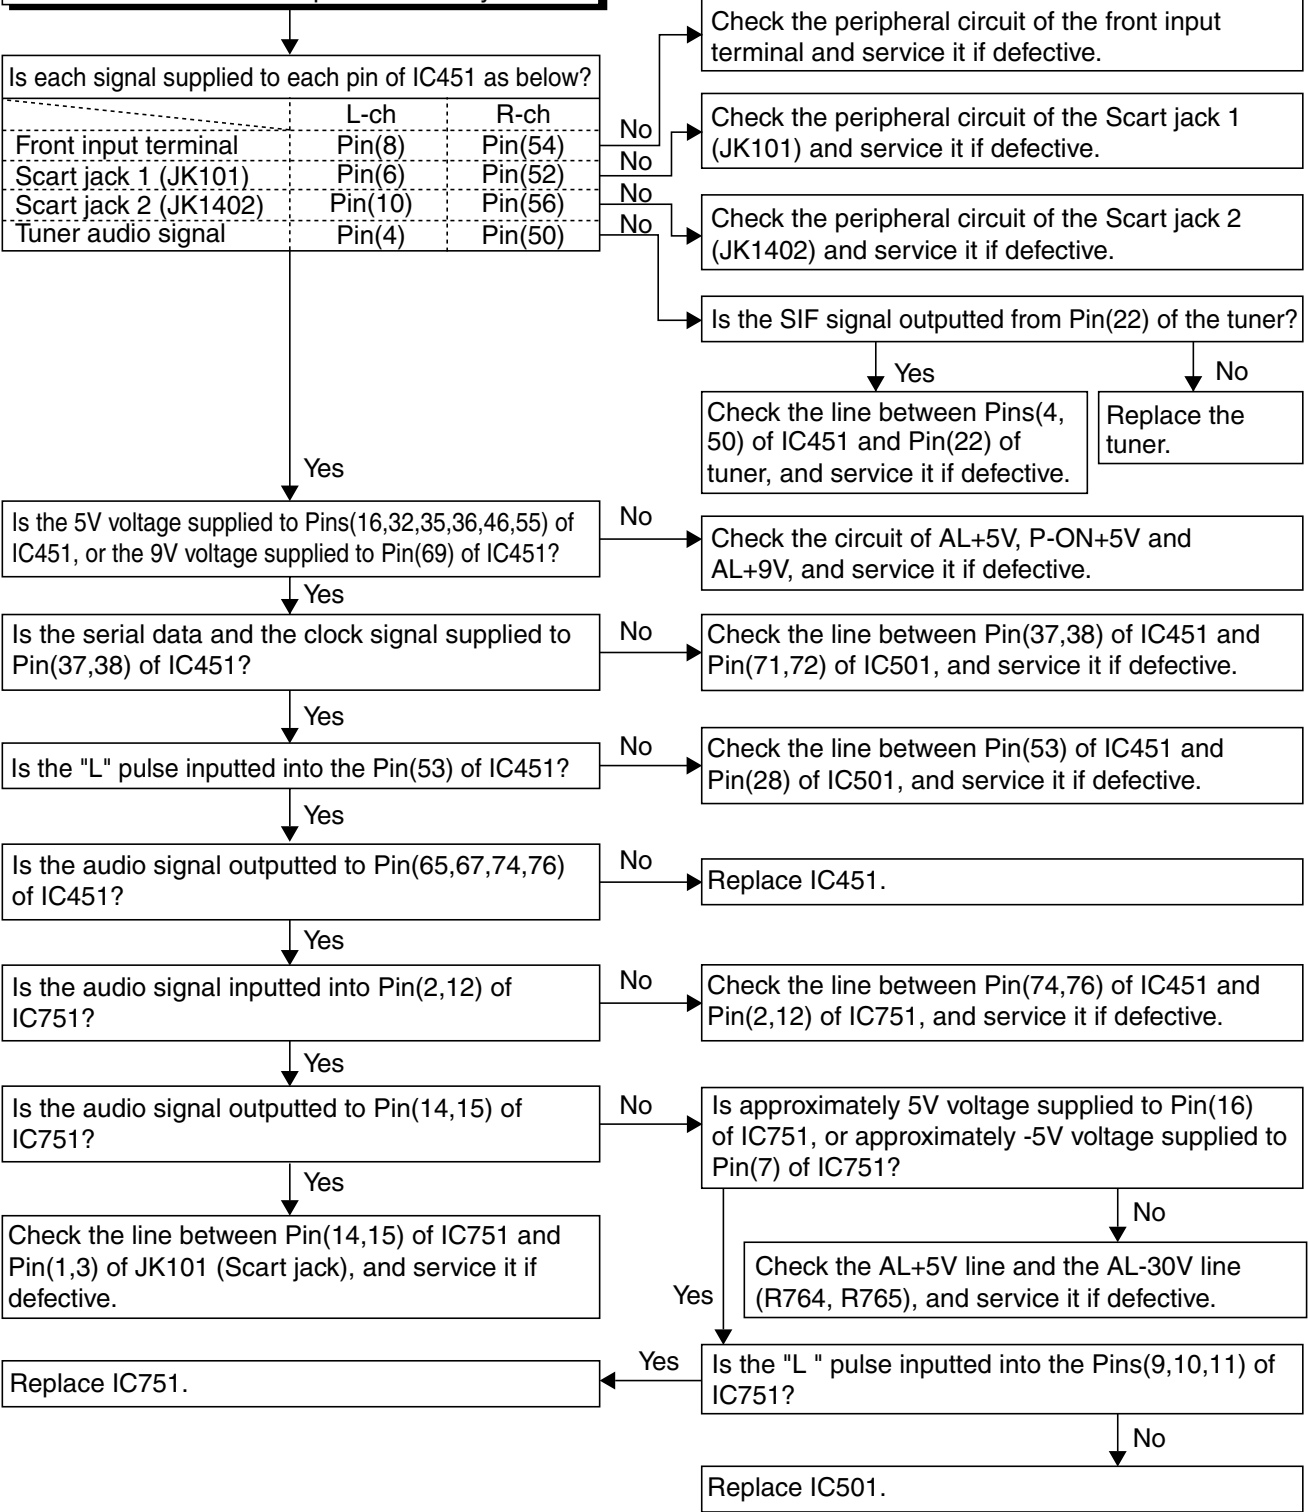 Check the peripheral circuit of the front input
terminal and service it if defective.
Is each signal supplied to each pin of IC451 as below?
L-ch R-ch
Front input terminal Pin(8) Pin(54) No
Scart jack 1 (JK101) Pin(6) Pin(52) No
Scart jack 2 (JK1402) Pin(10) Pin(56) No
Tuner audio signal Pin(4) Pin(50) No
Check the peripheral circuit of the Scart jack 1
(JK101) and service it if defective.
Check the peripheral circuit of the Scart jack 2
(JK1402) and service it if defective.
Is the SIF signal outputted from Pin(22) of the tuner?
Yes
No
Check the line between Pins(4,
50) of IC451 and Pin(22) of
tuner, and service it if defective.
Replace the
tuner.
Yes
Is the 5V voltage supplied to Pins(16,32,35,36,46,55) of
IC451, or the 9V voltage supplied to Pin(69) of IC451?
No
Check the circuit of AL+5V, P-ON+5V and
AL+9V, and service it if defective.
Yes
Is the serial data and the clock signal supplied to
Pin(37,38) of IC451?
No
Check the line between Pin(37,38) of IC451 and
Pin(71,72) of IC501, and service it if defective.
Yes
Is the "L" pulse inputted into the Pin(53) of IC451?
No
Check the line between Pin(53) of IC451 and
Pin(28) of IC501, and service it if defective.
Yes
Is the audio signal outputted to Pin(65,67,74,76)
of IC451?
No
Replace IC451.
Yes
Is the audio signal inputted into Pin(2,12) of
IC751?
No
Check the line between Pin(74,76) of IC451 and
Pin(2,12) of IC751, and service it if defective.
Yes
Is the audio signal outputted to Pin(14,15) of
IC751?
No
Is approximately 5V voltage supplied to Pin(16)
of IC751, or approximately -5V voltage supplied to
Pin(7) of IC751?
Yes
Check the line between Pin(14,15) of IC751 and
Pin(1,3) of JK101 (Scart jack), and service it if
defective.
No
Check the AL+5V line and the AL-30V line
(R764, R765), and service it if defective.
Yes
Is the "L " pulse inputted into the Pins(9,10,11) of
IC751?
Yes
Replace IC751.
No
Replace IC501.